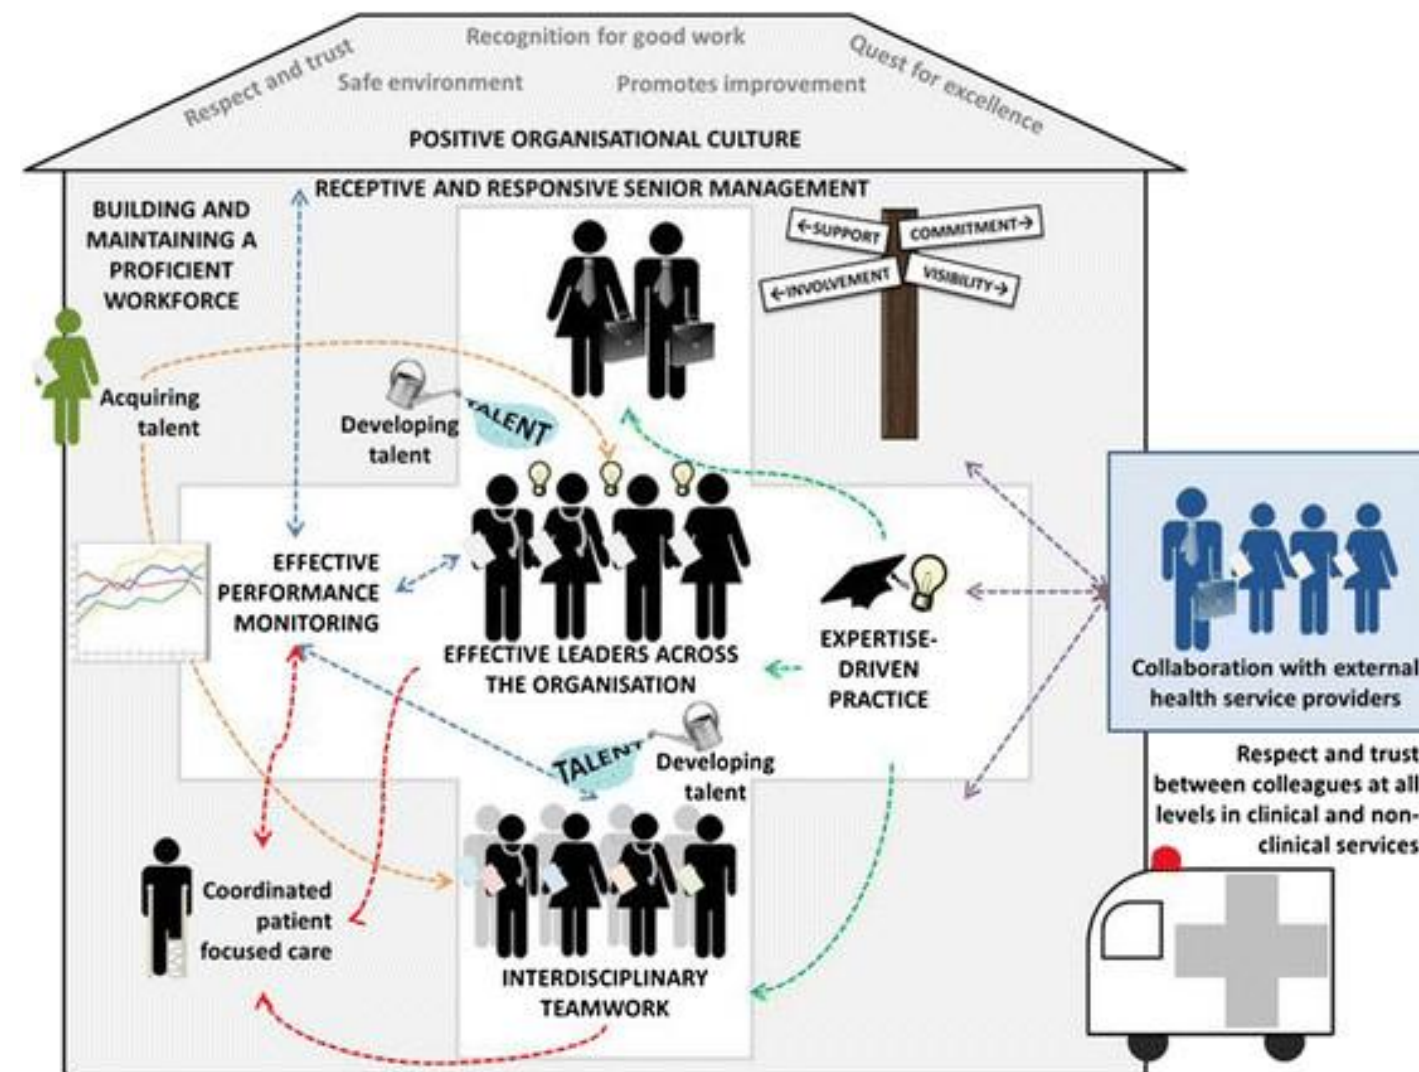 Recognition for good work
Respect and trust
Quest for excellence
Safe environment
Promotes improvement
POSITIVE ORGANISATIONAL CULTURE
RECEPTIVE AND RESPONSIVE SENIOR MANAGEMENT
BUILDING AND
MAINTAINING A
PROFICIENT
WORKFORCE
←SUPPORT
COMMITMENT→
←INVOLVEMENT
VISIBILITY→
Acquiring
talent
Developing
talent
TALENT
EFFECTIVE
PERFORMANCE
MONITORING
EFFECTIVE LEADERS ACROSS
THE ORGANISATION
EXPERTISE-
DRIVEN
PRACTICE
Collaboration with external
health service providers
TALENT
Developing
talent
Respect and trust
between colleagues at all
levels in clinical and non-
clinical services
Coordinated
patient
focused care
INTERDISCIPLINARY
TEAMWORK